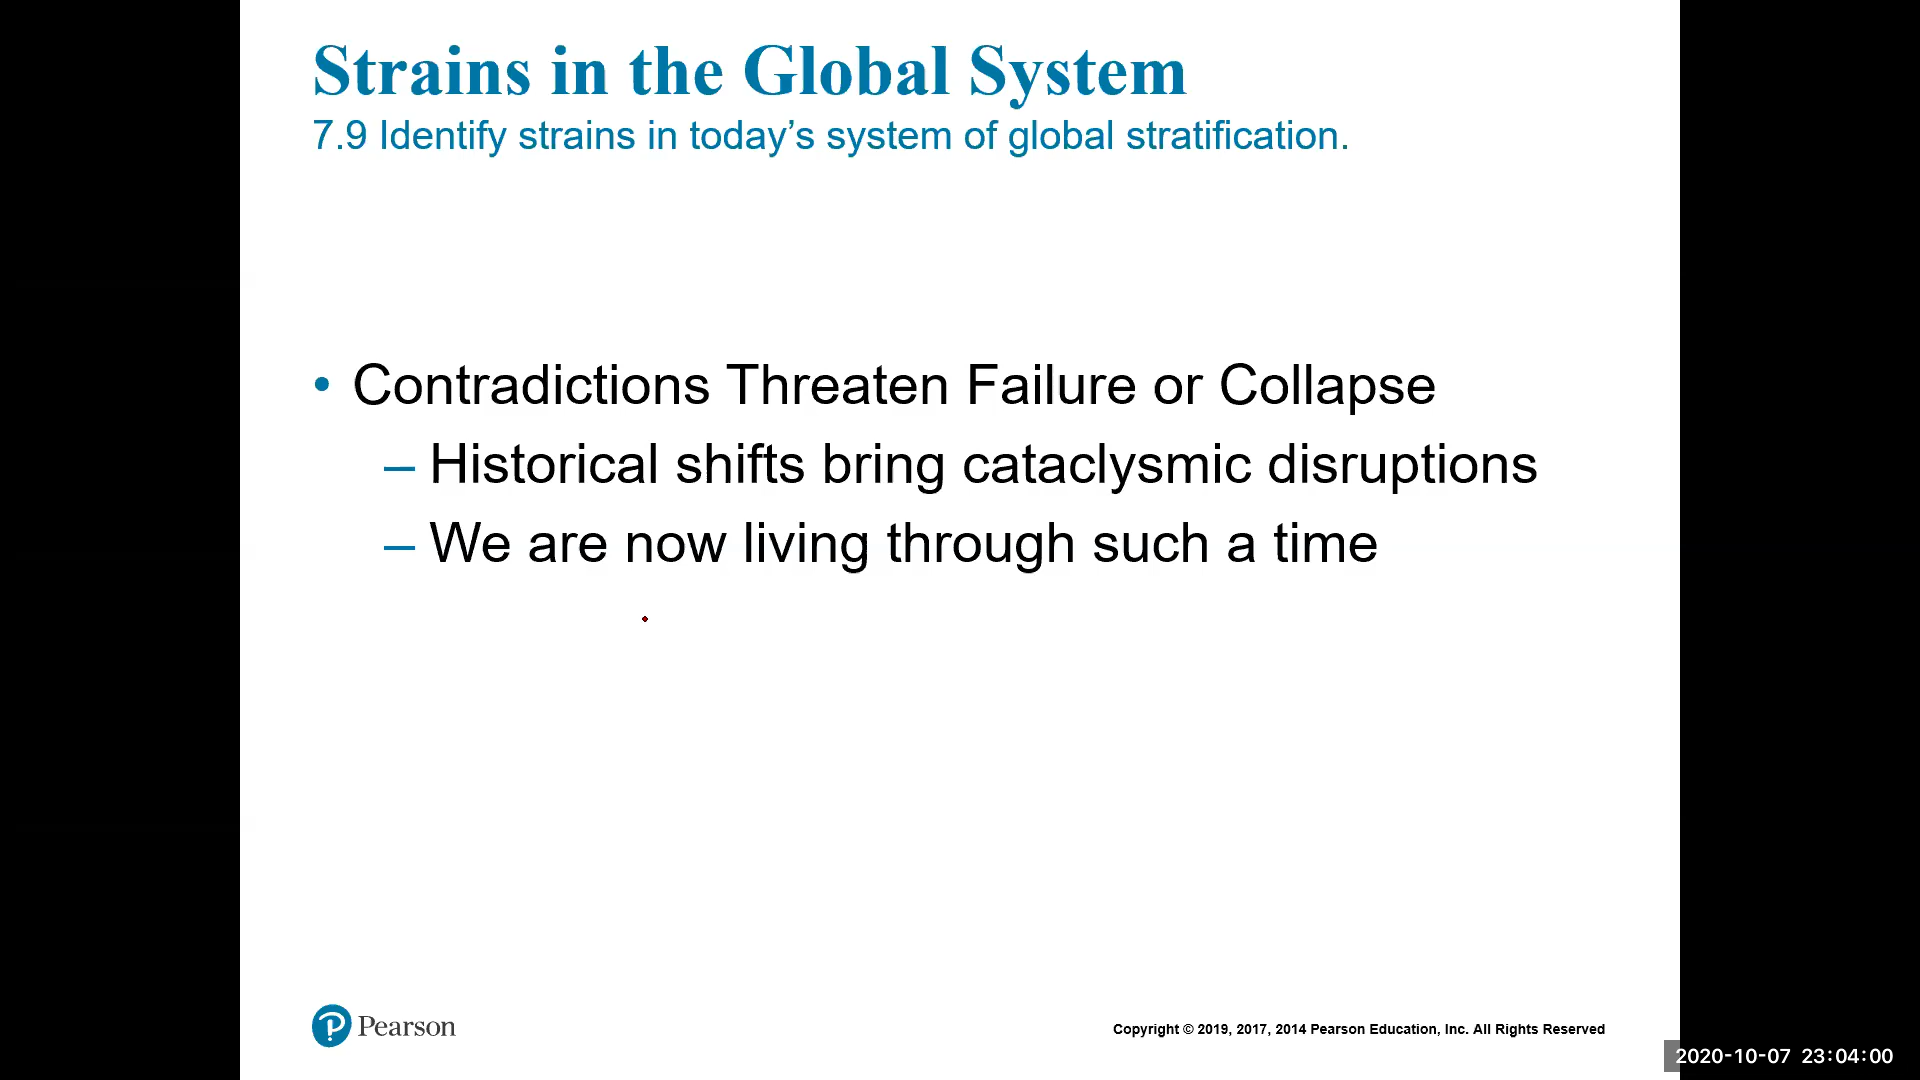 Strains in the Global System
7.9 Identify strains in today’s system of global stratification.
• Contradictions Threaten Failure or Collapse
– Historical shifts bring cataclysmic disruptions
– We are now living through such a time
Pearson
Copyright © 2019, 2017, 2014 Pearson Education, Inc. All Rights Reserved
2020-10-07 23:04:00